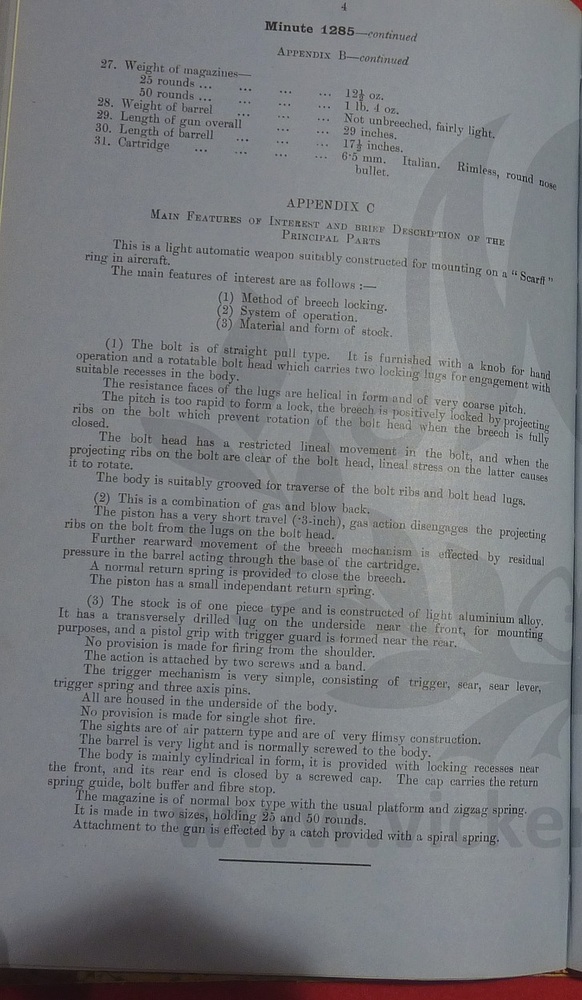 4
Minute 1285—continued
APPENDIX B—continued
27. Weight of magazines—
25 rounds ... ... ... ... 12½ oz.
50 rounds ... ... ... ... 1 lb. 4 oz.
28. Weight of barrel ... ... ... Not unbreeched, fairly light.
29. Length of gun overall ... ... 29 inches.
30. Length of barrell ... ... ... 17½ inches.
31. Cartridge ... ... ... ... 6·5 mm. Italian. Rimless, round nose
bullet.
APPENDIX C
MAIN FEATURES OF INTEREST AND BRIEF DESCRIPTION OF THE
PRINCIPAL PARTS
This is a light automatic weapon suitably constructed for mounting on a "Scarff"
ring in aircraft.
The main features of interest are as follows :—
(1) Method of breech locking.
(2) System of operation.
(3) Material and form of stock.
(1) The bolt is of straight pull type. It is furnished with a knob for hand
operation and a rotatable bolt head which carries two locking lugs for engagement with
suitable recesses in the body.
The resistance faces of the lugs are helical in form and of very coarse pitch.
The pitch is too rapid to form a lock, the breech is positively locked by projecting
ribs on the bolt which prevent rotation of the bolt head when the breech is fully
closed.
The bolt head has a restricted lineal movement in the bolt, and when the
projecting ribs on the bolt are clear of the bolt head, lineal stress on the latter causes
it to rotate.
The body is suitably grooved for traverse of the bolt ribs and bolt head lugs.
(2) This is a combination of gas and blow back.
The piston has a very short travel (·3-inch), gas action disengages the projecting
ribs on the bolt from the lugs on the bolt head.
Further rearward movement of the breech mechanism is effected by residual
pressure in the barrel acting through the base of the cartridge.
A normal return spring is provided to close the breech.
The piston has a small independant return spring.
(3) The stock is of one piece type and is constructed of light aluminium alloy.
It has a transversely drilled lug on the underside near the front, for mounting
purposes, and a pistol grip with trigger guard is formed near the rear.
No provision is made for firing from the shoulder.
The action is attached by two screws and a band.
The trigger mechanism is very simple, consisting of trigger, sear, sear lever,
trigger spring and three axis pins.
All are housed in the underside of the body.
No provision is made for single shot fire.
The sights are of air pattern type and are of very flimsy construction.
The barrel is very light and is normally screwed to the body.
The body is mainly cylindrical in form, it is provided with locking recesses near
the front, and its rear end is closed by a screwed cap. The cap carries the return
spring guide, bolt buffer and fibre stop.
The magazine is of normal box type with the usual platform and zigzag spring.
It is made in two sizes, holding 25 and 50 rounds.
Attachment to the gun is effected by a catch provided with a spiral spring.